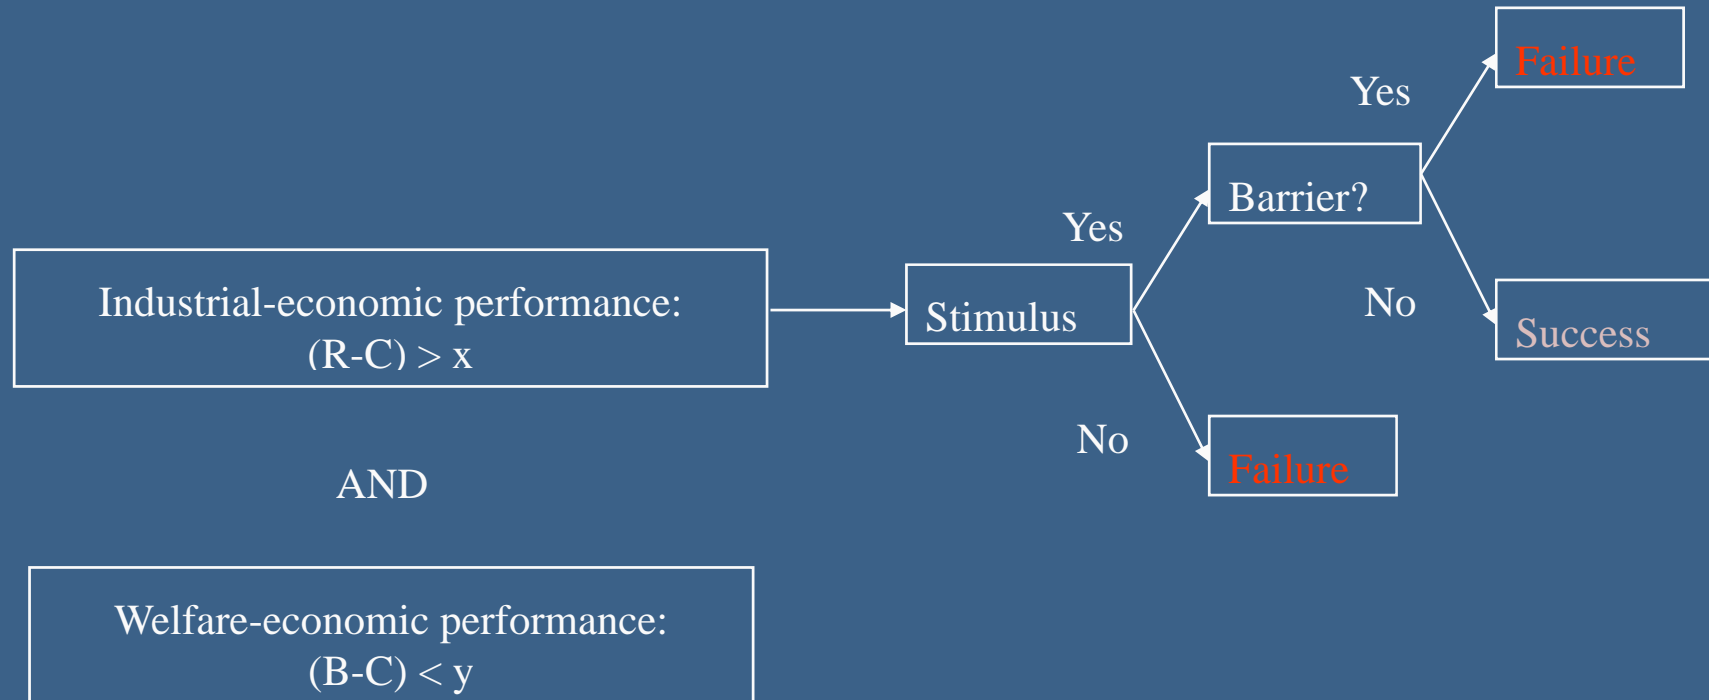 Failure
Yes
Barrier?
Yes
Industrial-economic performance:
(R-C) > x
Stimulus
No
Success
No
Failure
AND
Welfare-economic performance:
(B-C) < y